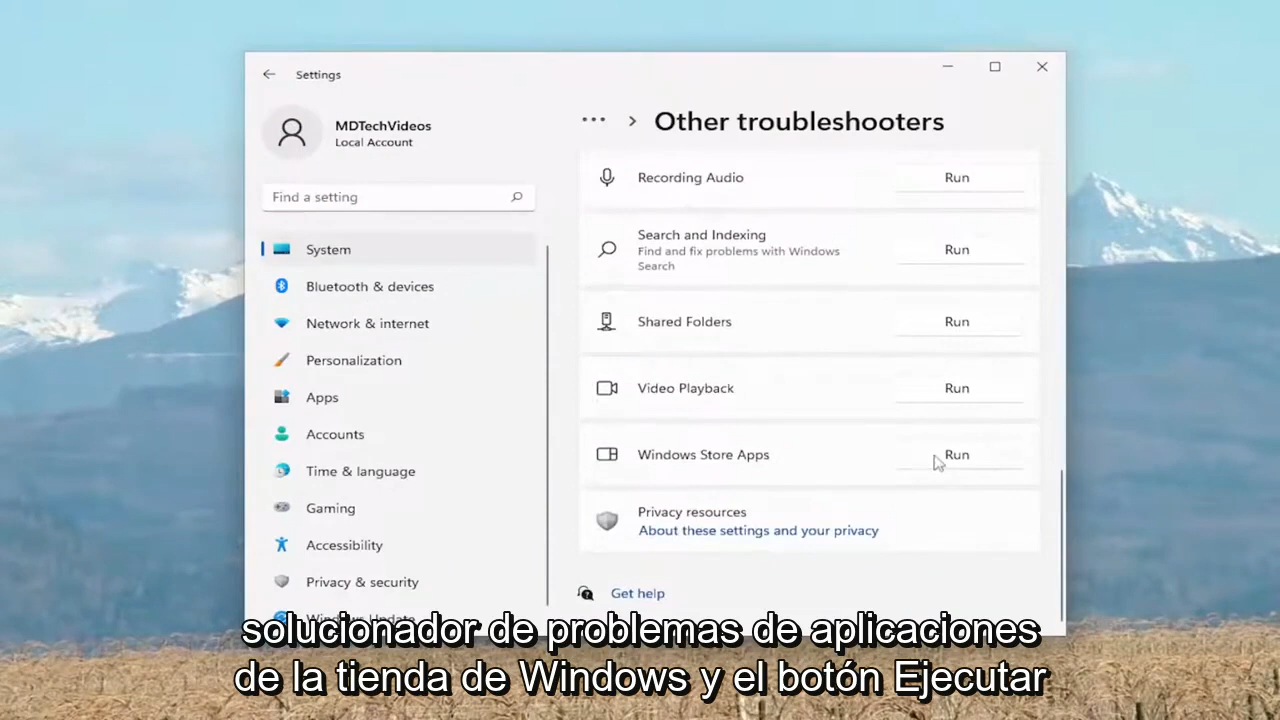 Settings
MDTechVideos
Local Account
Find a setting
System
Bluetooth & devices
Network & internet
Personalization
Apps
Accounts
Time & language
Gaming
Accessibility
Privacy & security
Windows Update
Other troubleshooters
Recording Audio
Run
Search and Indexing
Find and fix problems with Windows
Search
Run
Shared Folders
Run
Video Playback
Run
Windows Store Apps
Run
Privacy resources
About these settings and your privacy
Get help
solucionador de problemas de aplicaciones
de la tienda de Windows y el botón Ejecutar